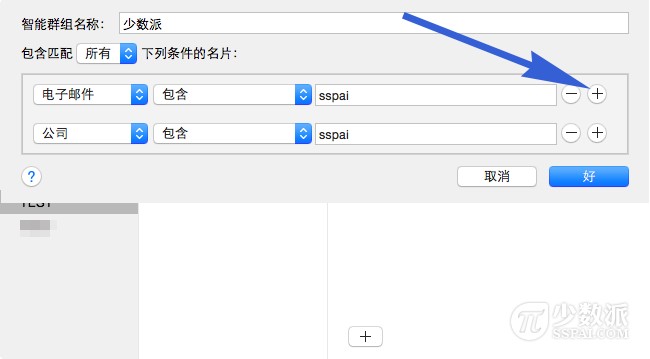 智能群组名称： 少数派
包含匹配 所有 下列条件的名片：
电子邮件 包含 sspai
公司 包含 sspai
? 取消 好
TEST
少数派
SSPAI.COM